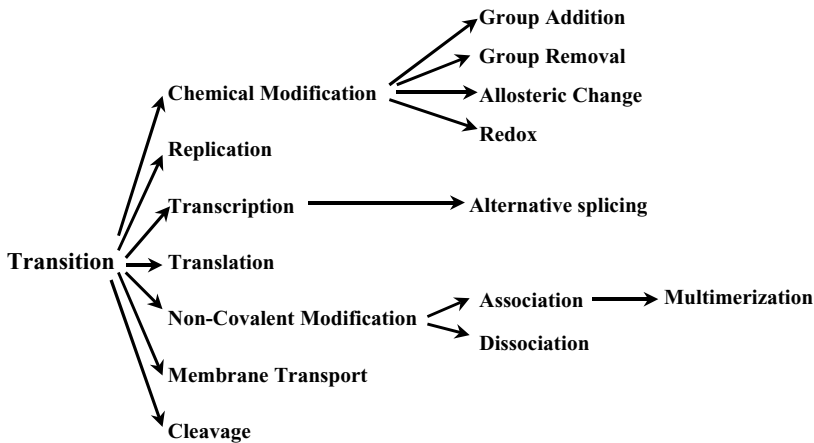 Group Addition
Group Removal
Chemical Modification
Allosteric Change
Redox
Replication
Transcription
Alternative splicing
Transition
Translation
Association
Multimerization
Non-Covalent Modification
Dissociation
Membrane Transport
Cleavage